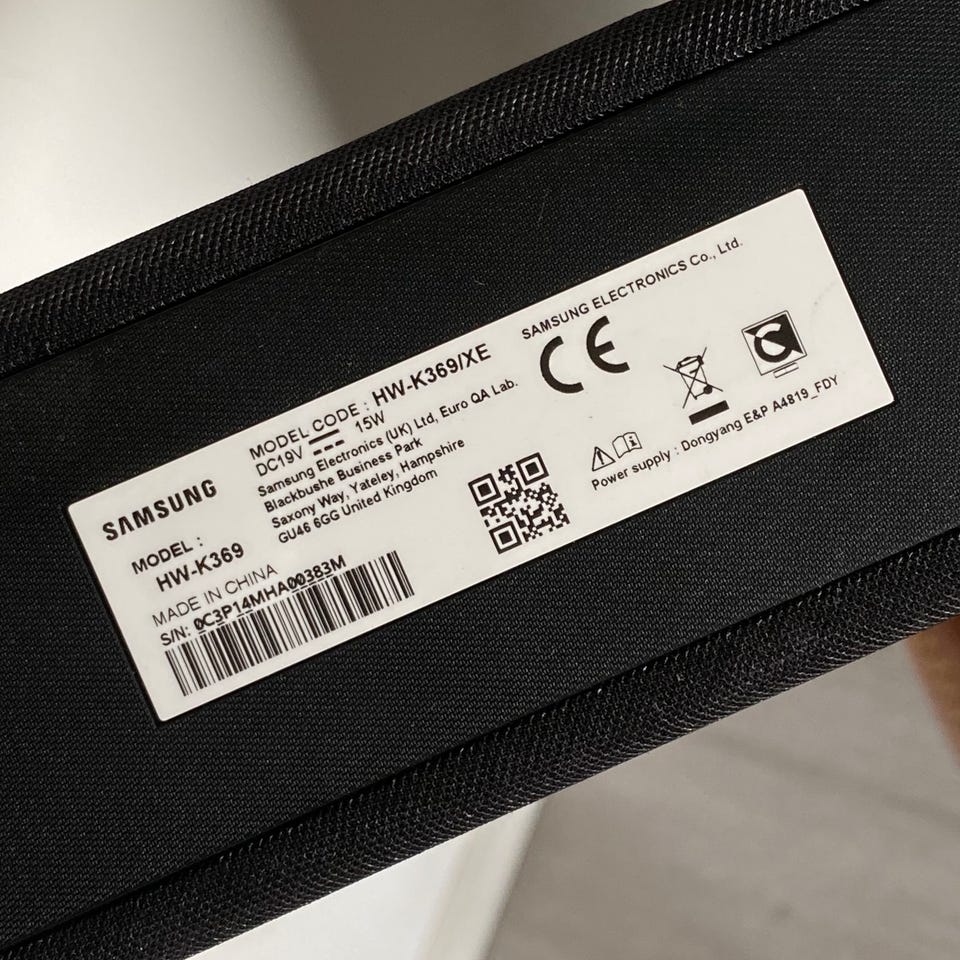 SAMSUNG
MODEL :
HW-K369
MADE IN CHINA
S/N: 0C3P14MHA00383M
MODEL CODE : HW-K369/XE
DC19V 15W
Samsung Electronics (UK) Ltd, Euro QA Lab.
Blackbushe Business Park
Saxony Way, Yateley, Hampshire
GU46 6GG United Kingdom
SAMSUNG ELECTRONICS Co., Ltd.
CE
Power supply : Dongyang E&P A4819_FDY